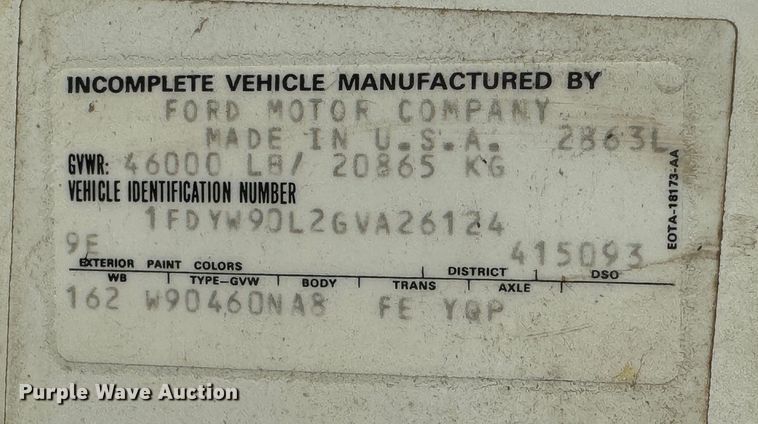 INCOMPLETE VEHICLE MANUFACTURED BY
FORD MOTOR COMPANY
MADE IN U.S.A. 2863L
GVWR: 46000 LB/ 20865 KG
VEHICLE IDENTIFICATION NUMBER
1FDYW90L2GVA26124
9E 415093
EXTERIOR PAINT COLORS DISTRICT DSO
WB TYPE-GVW BODY TRANS AXLE
162 W90460NA8 FE YQP
EOTA-18173-AA
Purple Wave Auction